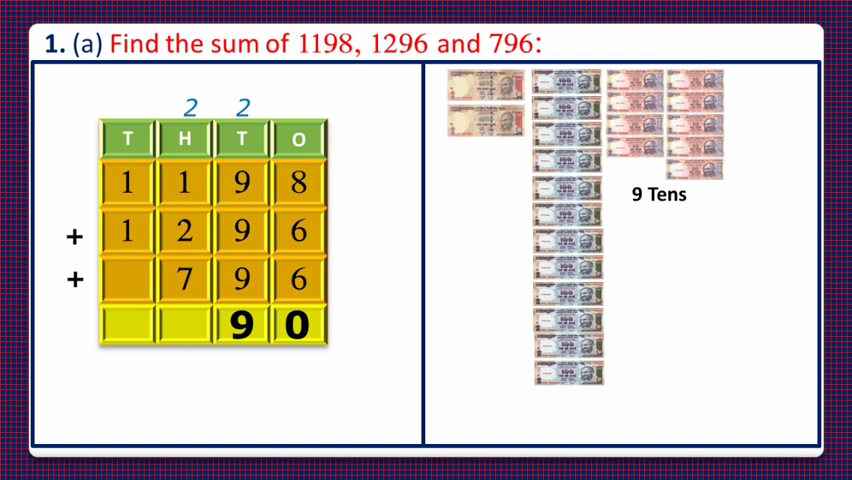 1. (a) Find the sum of 1198, 1296 and 796:
2 2
T H T O
1 1 9 8
+ 1 2 9 6
+ 7 9 6
9 0
9 Tens